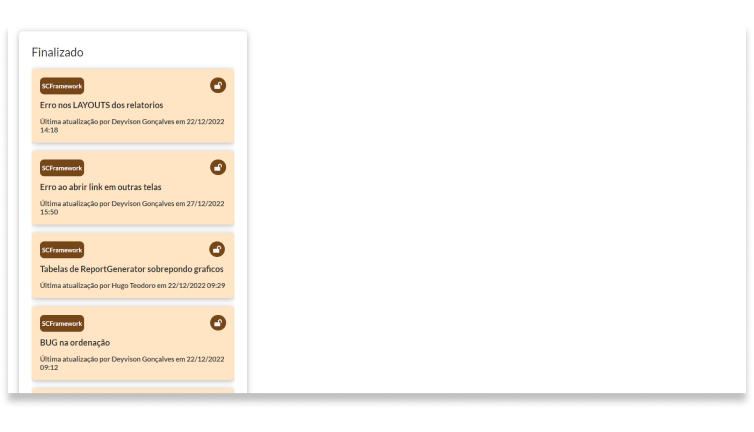 Finalizado
SCFramework
Erro nos LAYOUTS dos relatorios
Última atualização por Deyvison Gonçalves em 22/12/2022
14:18
SCFramework
Erro ao abrir link em outras telas
Última atualização por Deyvison Gonçalves em 27/12/2022
15:50
SCFramework
Tabelas de ReportGenerator sobrepondo graficos
Última atualização por Hugo Teodoro em 22/12/2022 09:29
SCFramework
BUG na ordenação
Última atualização por Deyvison Gonçalves em 22/12/2022
09:12